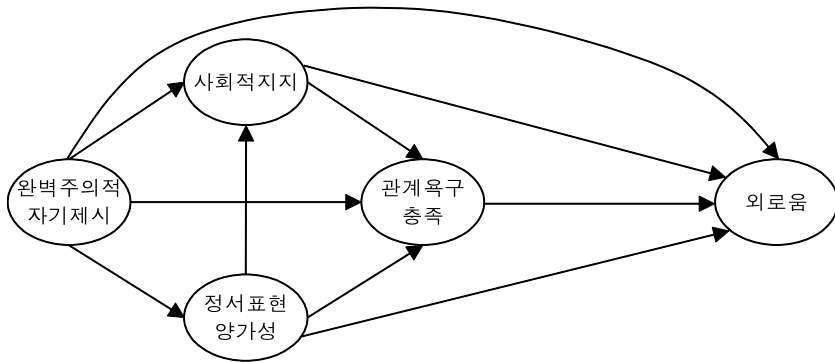 사회적지지
완벽주의적
자기제시
관계욕구
충족
외로움
정서표현
양가성